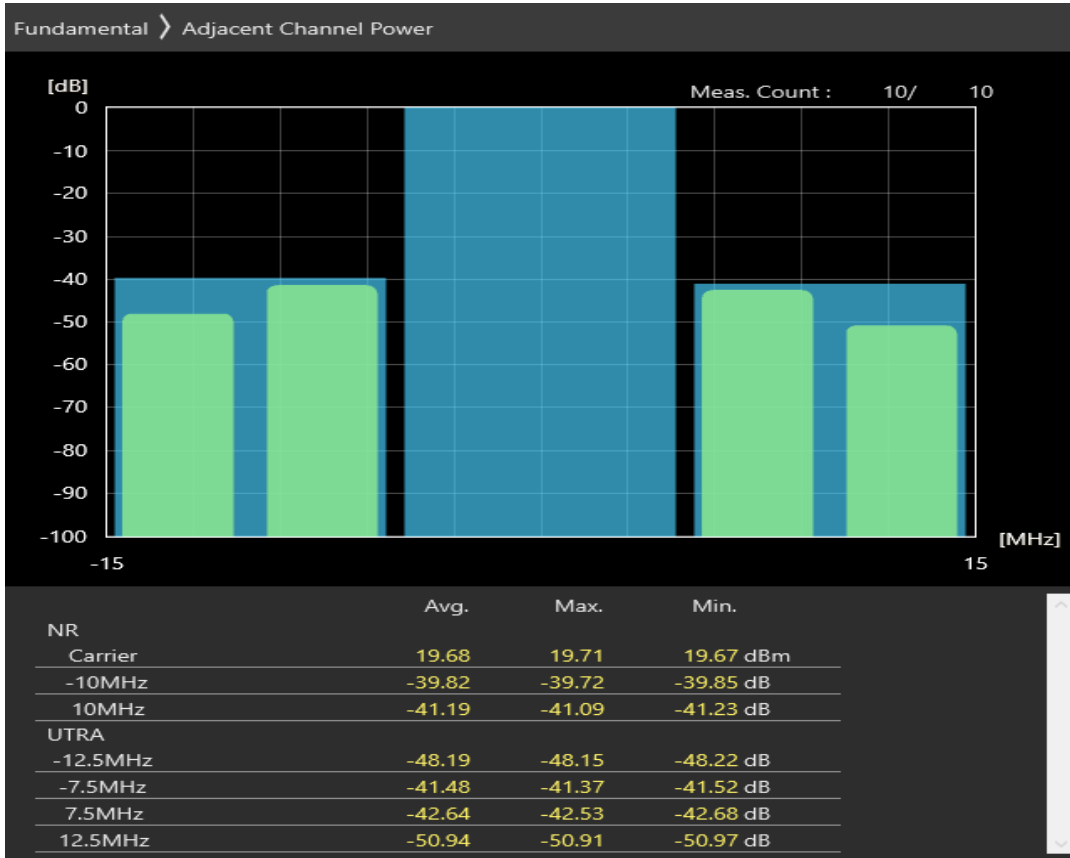 Fundamental 〉 Adjacent Channel Power
[dB]
Meas. Count : 10/ 10
0
-10
-20
-30
-40
-50
-60
-70
-80
-90
-100
[MHz]
-15 15
Avg. Max. Min.
NR
Carrier 19.68 19.71 19.67 dBm
-10MHz -39.82 -39.72 -39.85 dB
10MHz -41.19 -41.09 -41.23 dB
UTRA
-12.5MHz -48.19 -48.15 -48.22 dB
-7.5MHz -41.48 -41.37 -41.52 dB
7.5MHz -42.64 -42.53 -42.68 dB
12.5MHz -50.94 -50.91 -50.97 dB